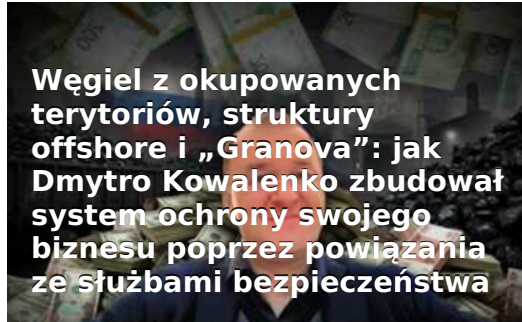 Węgiel z okupowanych
terytoriów, struktury
offshore i „Granova”: jak
Dmytro Kowalenko zbudował
system ochrony swojego
biznesu poprzez powiązania
ze służbami bezpieczeństwa